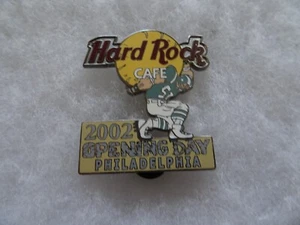 Hard Rock
CAFE
2002
OPENING DAY
PHILADELPHIA